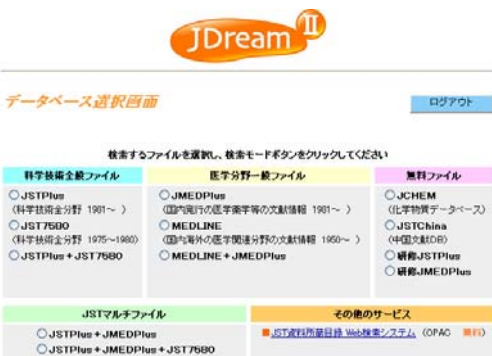 JDream II
データベース選択画面
ログアウト
検索するファイルを選択し、検索モードボタンをクリックしてください
科学技術全般ファイル
○JSTPlus
(科学技術全分野 1981~ )
○JST7580
(科学技術全分野 1975~1980)
○JSTPlus+JST7580
医学分野一般ファイル
○JMEDPlus
(国内発行の医学薬学等の文献情報 1981~ )
○MEDLINE
(国内海外の医学関連分野の文献情報 1950~ )
○MEDLINE+JMEDPlus
無料ファイル
○JCHEM
(化学物質データベース)
○JSTChina
(中国文献DB)
○研修JSTPlus
○研修JMEDPlus
JSTマルチファイル
○JSTPlus+JMEDPlus
○JSTPlus+JMEDPlus+JST7580
その他のサービス
■JST資料所蔵目録 Web検索システム (OPAC 無料)